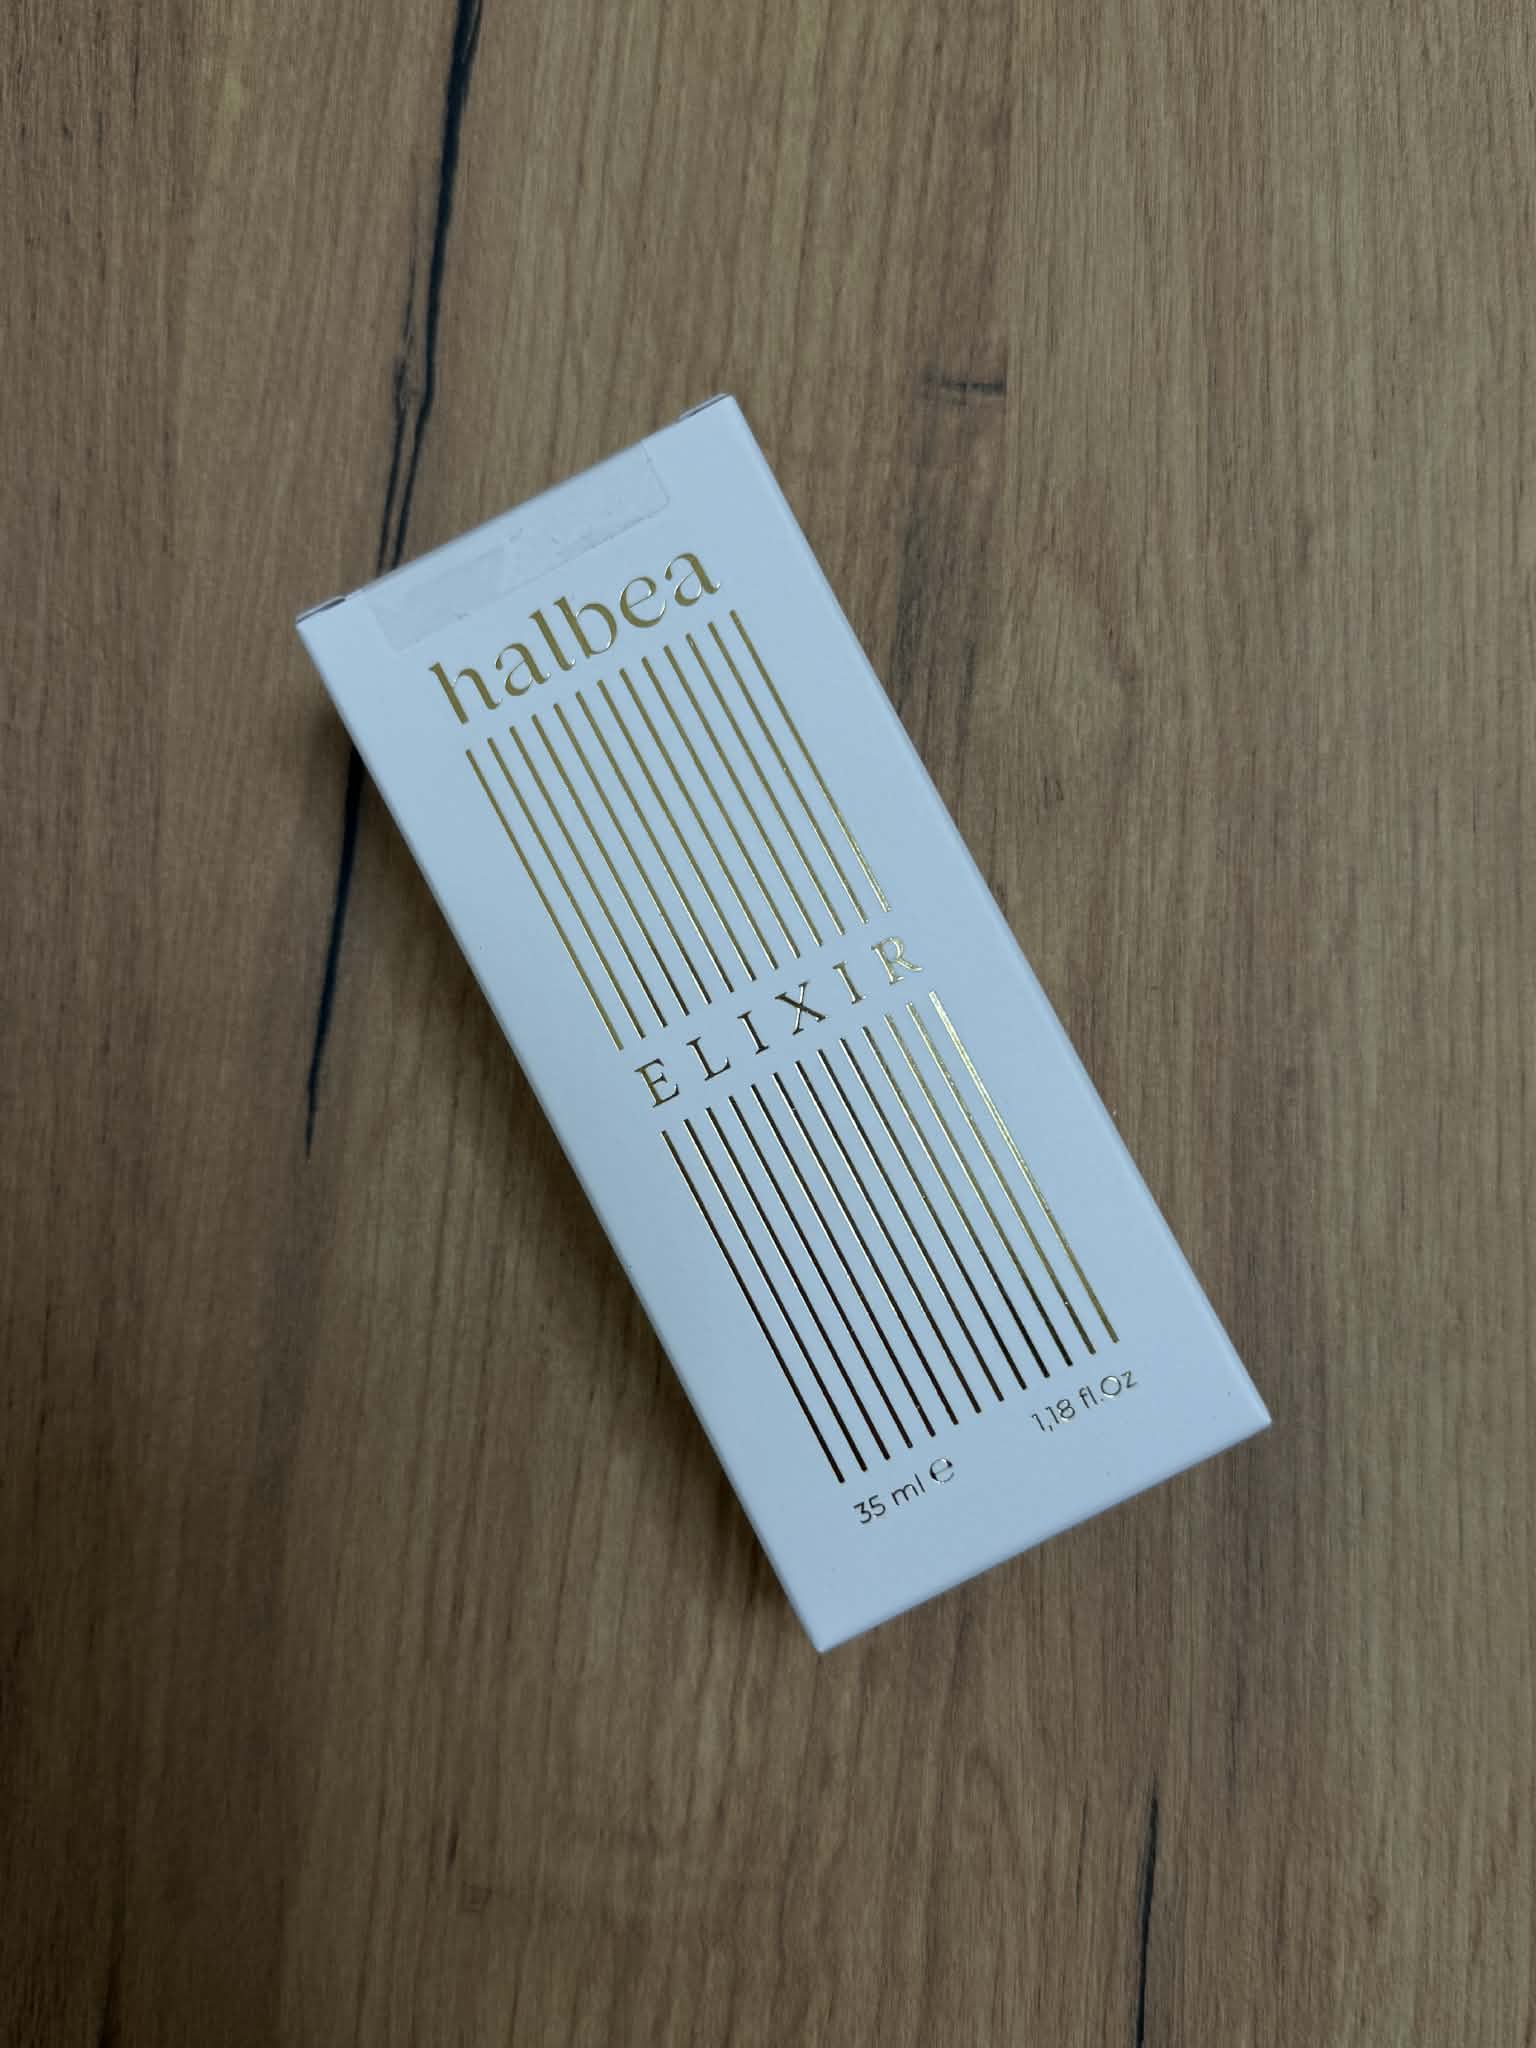 halbea
ELIXIR
35 ml ℮ 1,18 fl.Oz